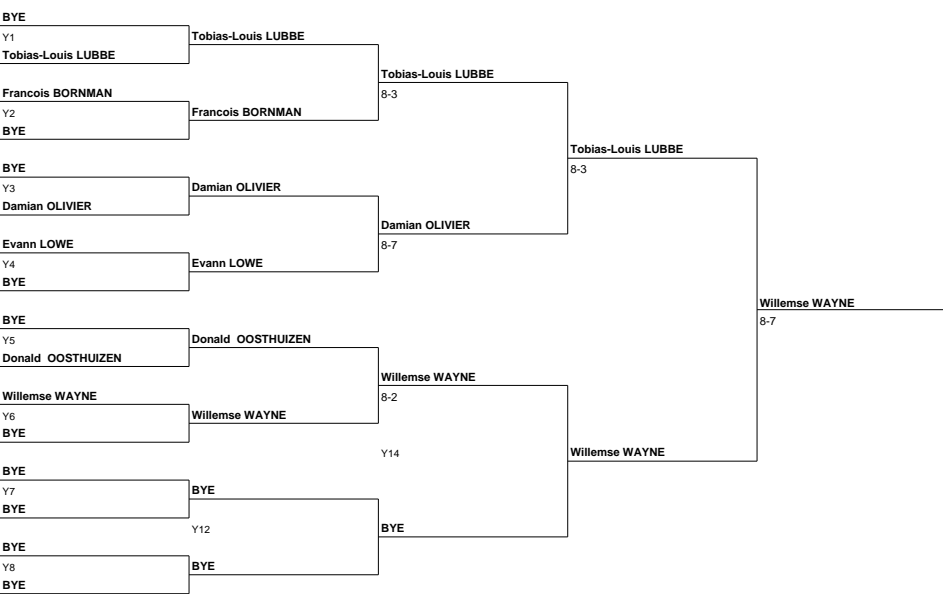 BYE
Y1
Tobias-Louis LUBBE
Francois BORNMAN
Y2
BYE
BYE
Y3
Damian OLIVIER
Evann LOWE
Y4
BYE
BYE
Y5
Donald  OOSTHUIZEN
Willemse WAYNE
Y6
BYE
BYE
Y7
BYE
BYE
Y8
BYE
Tobias-Louis LUBBE
Francois BORNMAN
Damian OLIVIER
Evann LOWE
Donald  OOSTHUIZEN
Willemse WAYNE
BYE
Y12
BYE
Tobias-Louis LUBBE
8-3
Damian OLIVIER
8-7
Willemse WAYNE
8-2
Y14
BYE
Tobias-Louis LUBBE
8-3
Willemse WAYNE
Willemse WAYNE
8-7